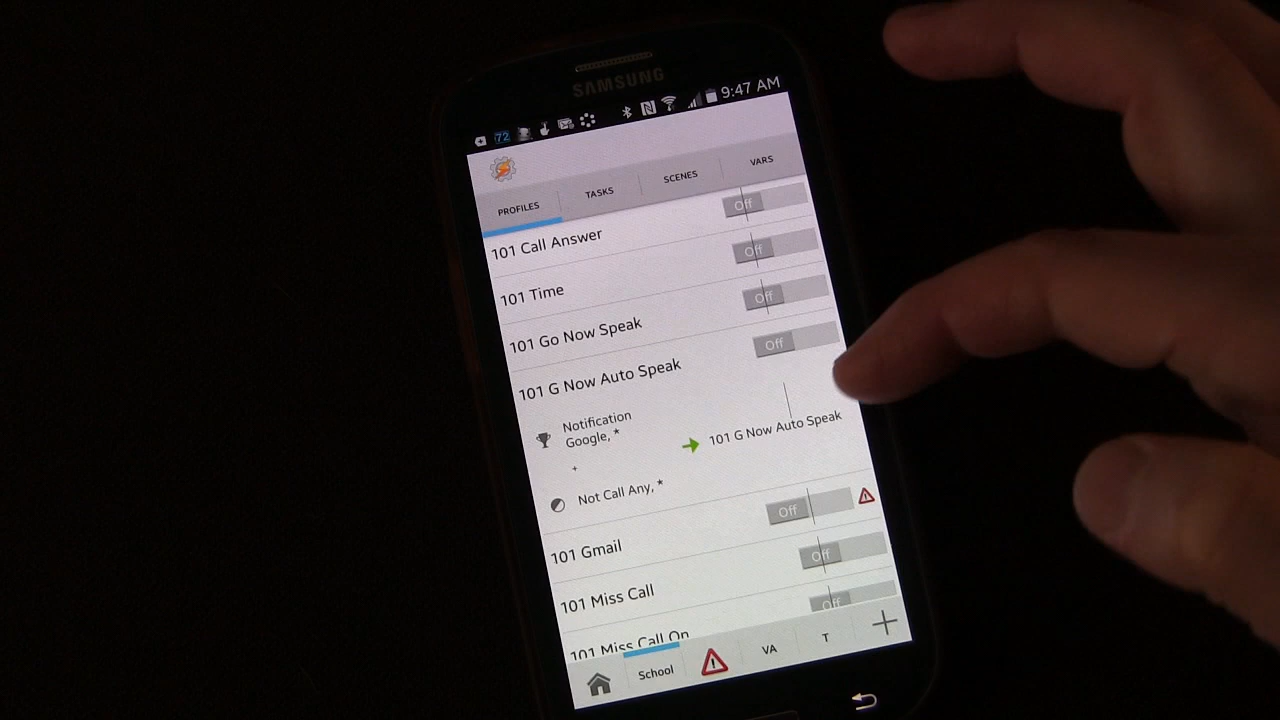 SAMSUNG
72
9:47 AM
PROFILES
TASKS
SCENES
VARS
Off
101 Call Answer
Off
101 Time
Off
101 Go Now Speak
Off
101 G Now Auto Speak
Notification
Google, *
+
Not Call Any, *
101 G Now Auto Speak
Off
101 Gmail
Off
101 Miss Call
Off
101 Miss Call On
School
VA
T